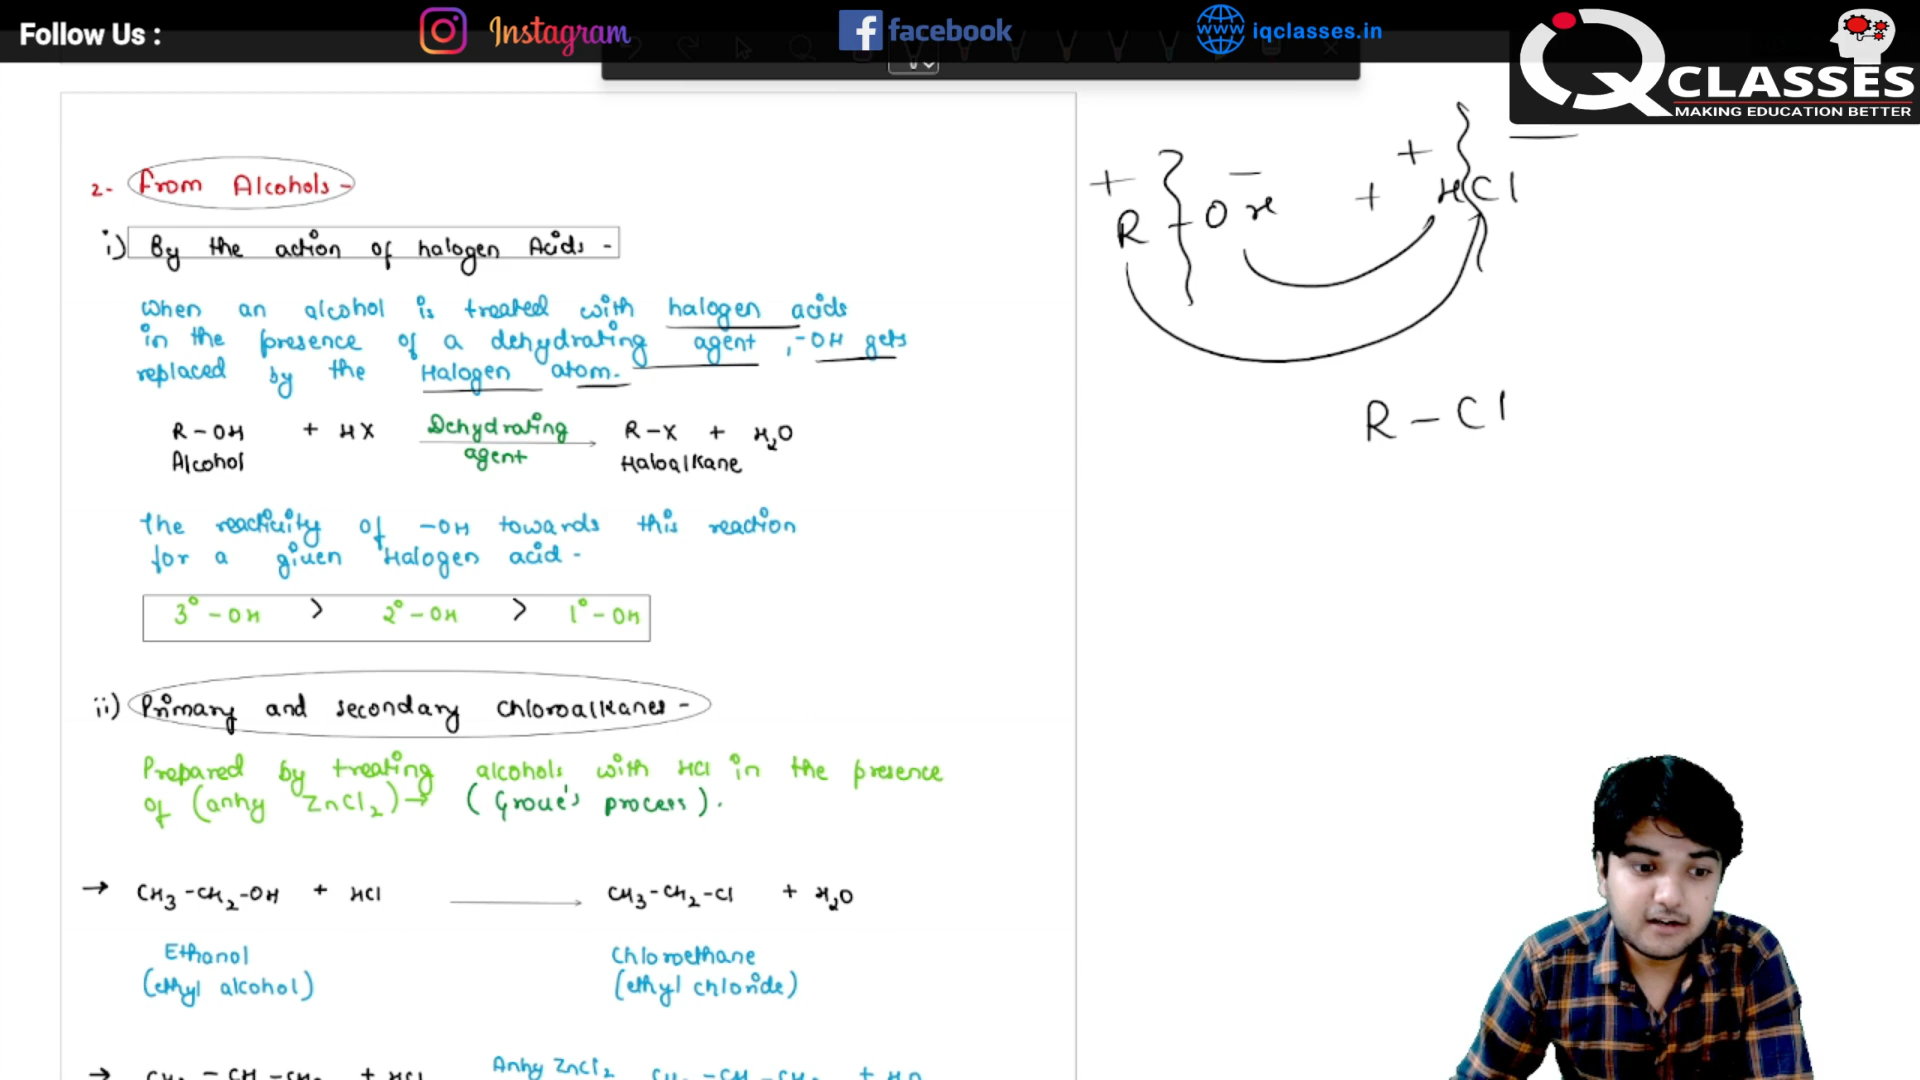 Follow Us :
Instagram
facebook
iqclasses.in
IQ CLASSES
MAKING EDUCATION BETTER
2- From Alcohols -
i) By the action of halogen Acids -
When an alcohol is treated with halogen acids
in the presence of a dehydrating agent, -OH gets
replaced by the Halogen atom.
R-OH + HX Dehydrating agent → R-X + H₂O
Alcohol Haloalkane
The reactivity of -OH towards this reaction
for a given Halogen acid -
3° - OH > 2° - OH > 1° - OH
ii) Primary and secondary Chloroalkanes -
Prepared by treating alcohols with HCl in the presence
of (anhy ZnCl₂) → (Grove's process).
→ CH₃-CH₂-OH + HCl → CH₃-CH₂-Cl + H₂O
Ethanol Chloroethane
(ethyl alcohol) (ethyl chloride)
Anhy ZnCl₂
+ R - O H - + + H Cl
R - Cl